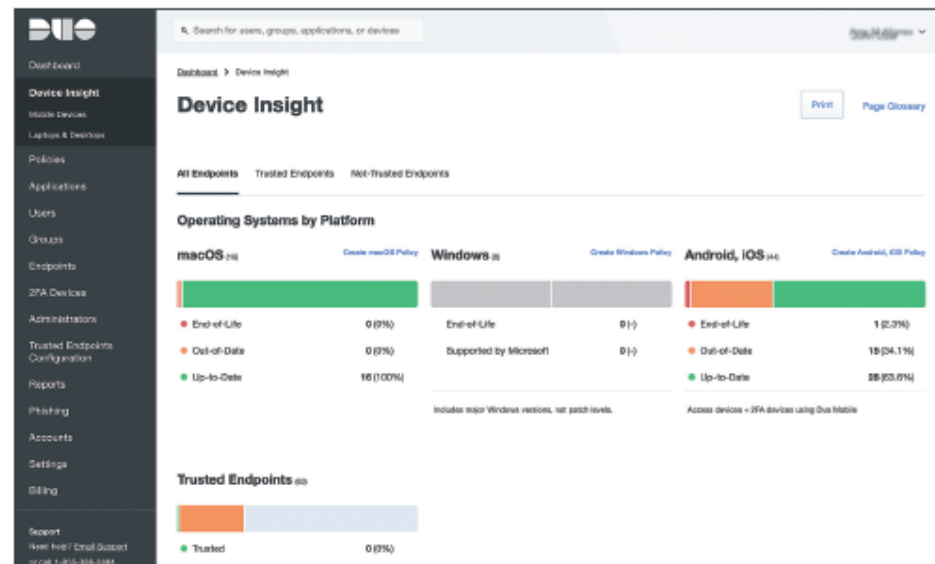 DUO
Search for users, groups, applications, or devices
Dashboard
Device Insight
Mobile Devices
Laptops & Desktops
Policies
Applications
Users
Groups
Endpoints
2FA Devices
Administrators
Trusted Endpoints
Configuration
Reports
Phishing
Accounts
Settings
Billing
Support
Need help? Email Support
or call
Dashboard > Device Insight
Device Insight
Print
Page Glossary
All Endpoints Trusted Endpoints Not-Trusted Endpoints
Operating Systems by Platform
macOS (16) Create macOS Policy
End-of-Life 0 (0%)
Out-of-Date 0 (0%)
Up-to-Date 16 (100%)
Windows Create Windows Policy
End-of-Life 0 (-)
Supported by Microsoft 0 (-)
Includes major Windows versions, not patch levels.
Android, iOS (44) Create Android, iOS Policy
End-of-Life 1 (2.3%)
Out-of-Date 15 (34.1%)
Up-to-Date 28 (63.6%)
Access devices + 2FA devices using Duo Mobile
Trusted Endpoints
Trusted 0 (0%)